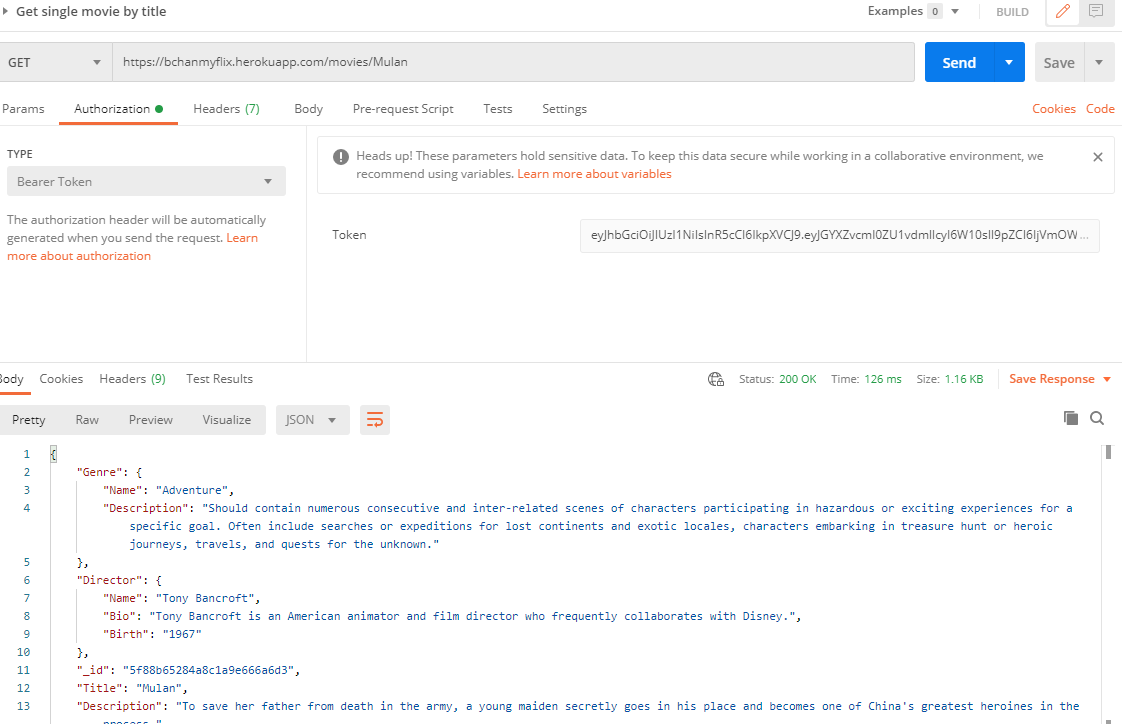 Get single movie by title
Examples 0
BUILD
GET
https://bchanmyflix.herokuapp.com/movies/Mulan
Send
Save
Params
Authorization
Headers (7)
Body
Pre-request Script
Tests
Settings
Cookies
Code
TYPE
Bearer Token
The authorization header will be automatically
generated when you send the request. Learn
more about authorization
Heads up! These parameters hold sensitive data. To keep this data secure while working in a collaborative environment, we
recommend using variables. Learn more about variables
Token
Body
Cookies
Headers (9)
Test Results
Status: 200 OK
Time: 126 ms
Size: 1.16 KB
Save Response
Pretty
Raw
Preview
Visualize
JSON
1 {
2 "Genre": {
3 "Name": "Adventure",
4 "Description": "Should contain numerous consecutive and inter-related scenes of characters participating in hazardous or exciting experiences for a
specific goal. Often include searches or expeditions for lost continents and exotic locales, characters embarking in treasure hunt or heroic
journeys, travels, and quests for the unknown."
5 },
6 "Director": {
7 "Name": "Tony Bancroft",
8 "Bio": "Tony Bancroft is an American animator and film director who frequently collaborates with Disney.",
9 "Birth": "1967"
10 },
11 "_id": "5f88b65284a8c1a9e666a6d3",
12 "Title": "Mulan",
13 "Description": "To save her father from death in the army, a young maiden secretly goes in his place and becomes one of China's greatest heroines in the
process."